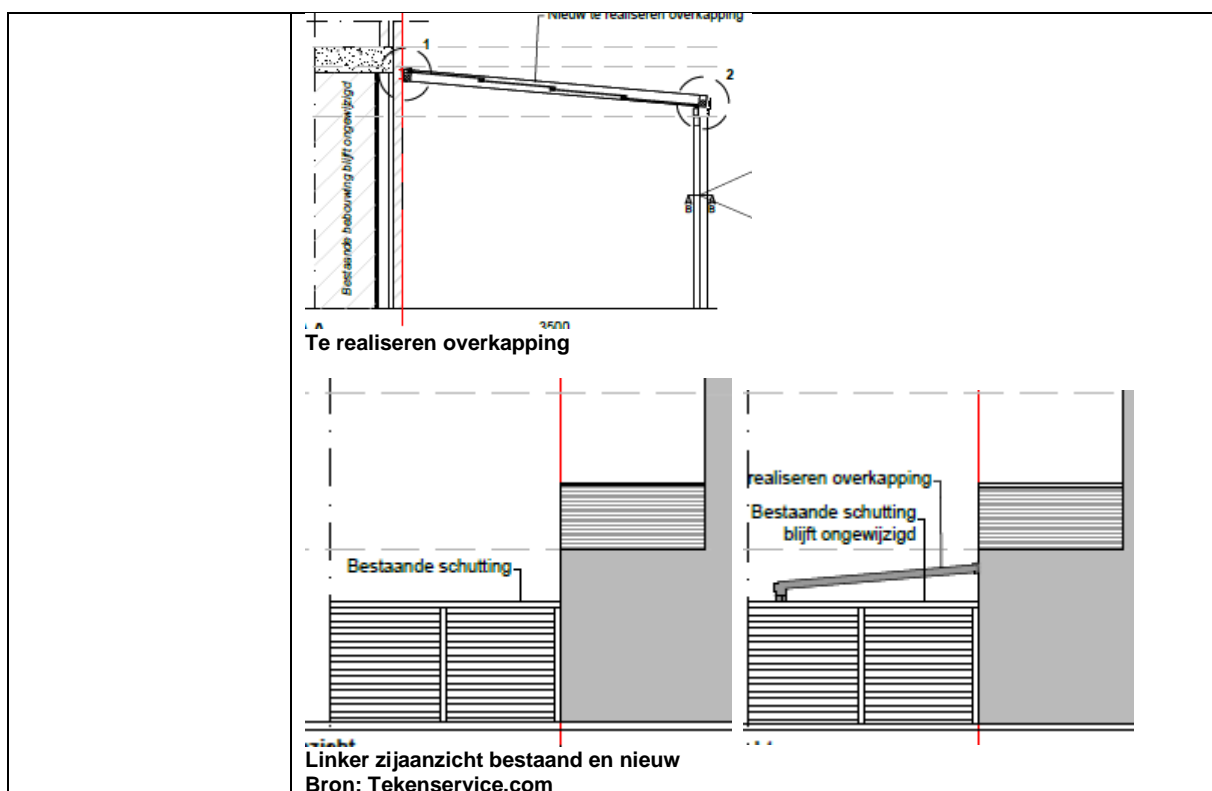 Nieuw te realiseren overkapping
1
2
Bestaande bebouwing blijft ongewijzigd
A A
B B
3500
Te realiseren overkapping
Bestaande schutting
realiseren overkapping
Bestaande schutting
blijft ongewijzigd
Linker zijaanzicht bestaand en nieuw
Bron: Tekenservice.com